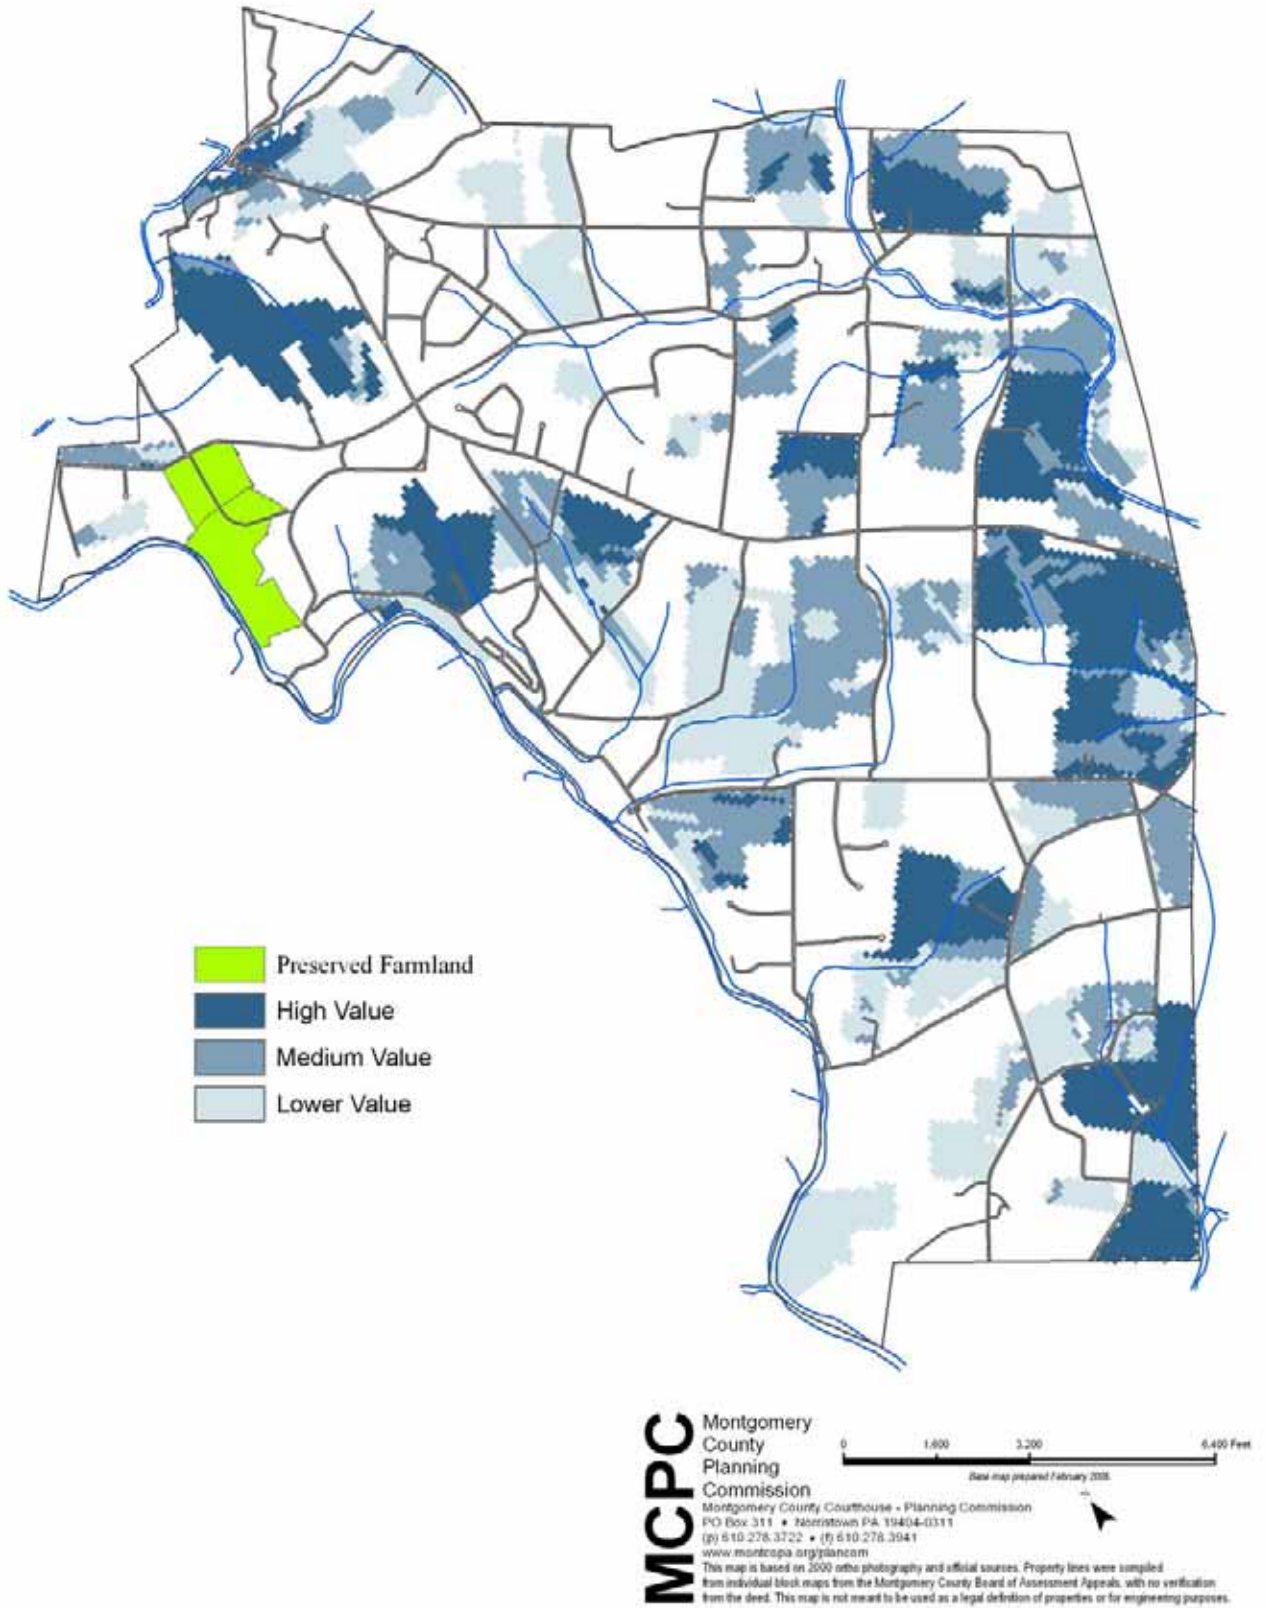 Preserved Farmland
High Value
Medium Value
Lower Value
MCPC
Montgomery
County
Planning
Commission
0 1,600 3,200 6,400 Feet
Base map prepared February
Montgomery County Courthouse - Planning Commission
PO Box 311 • Norristown PA 19404-0311
(p) 610.278.3722 • (f) 610.278.3941
www.montcopa.org/plancom
This map is based on 2000 ortho photography and official sources. Property lines were compiled
from individual block maps from the Montgomery County Board of Assessment Appeals, with no verification
from the deed. This map is not meant to be used as a legal definition of properties or for engineering purposes.